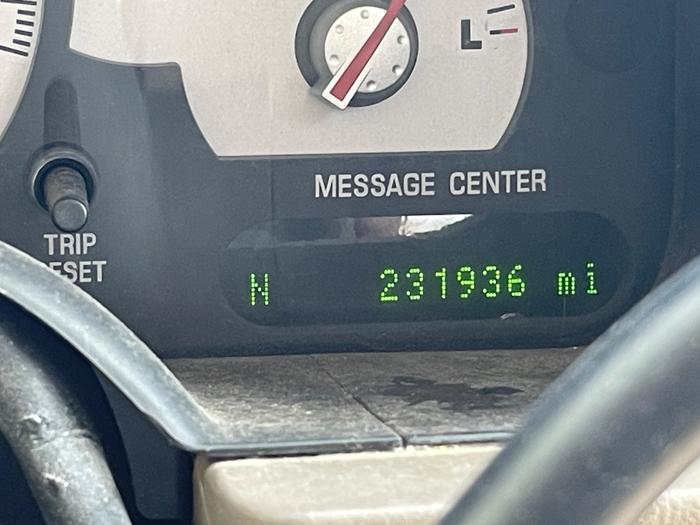 L
MESSAGE CENTER
TRIP
RESET
N 231936 mi